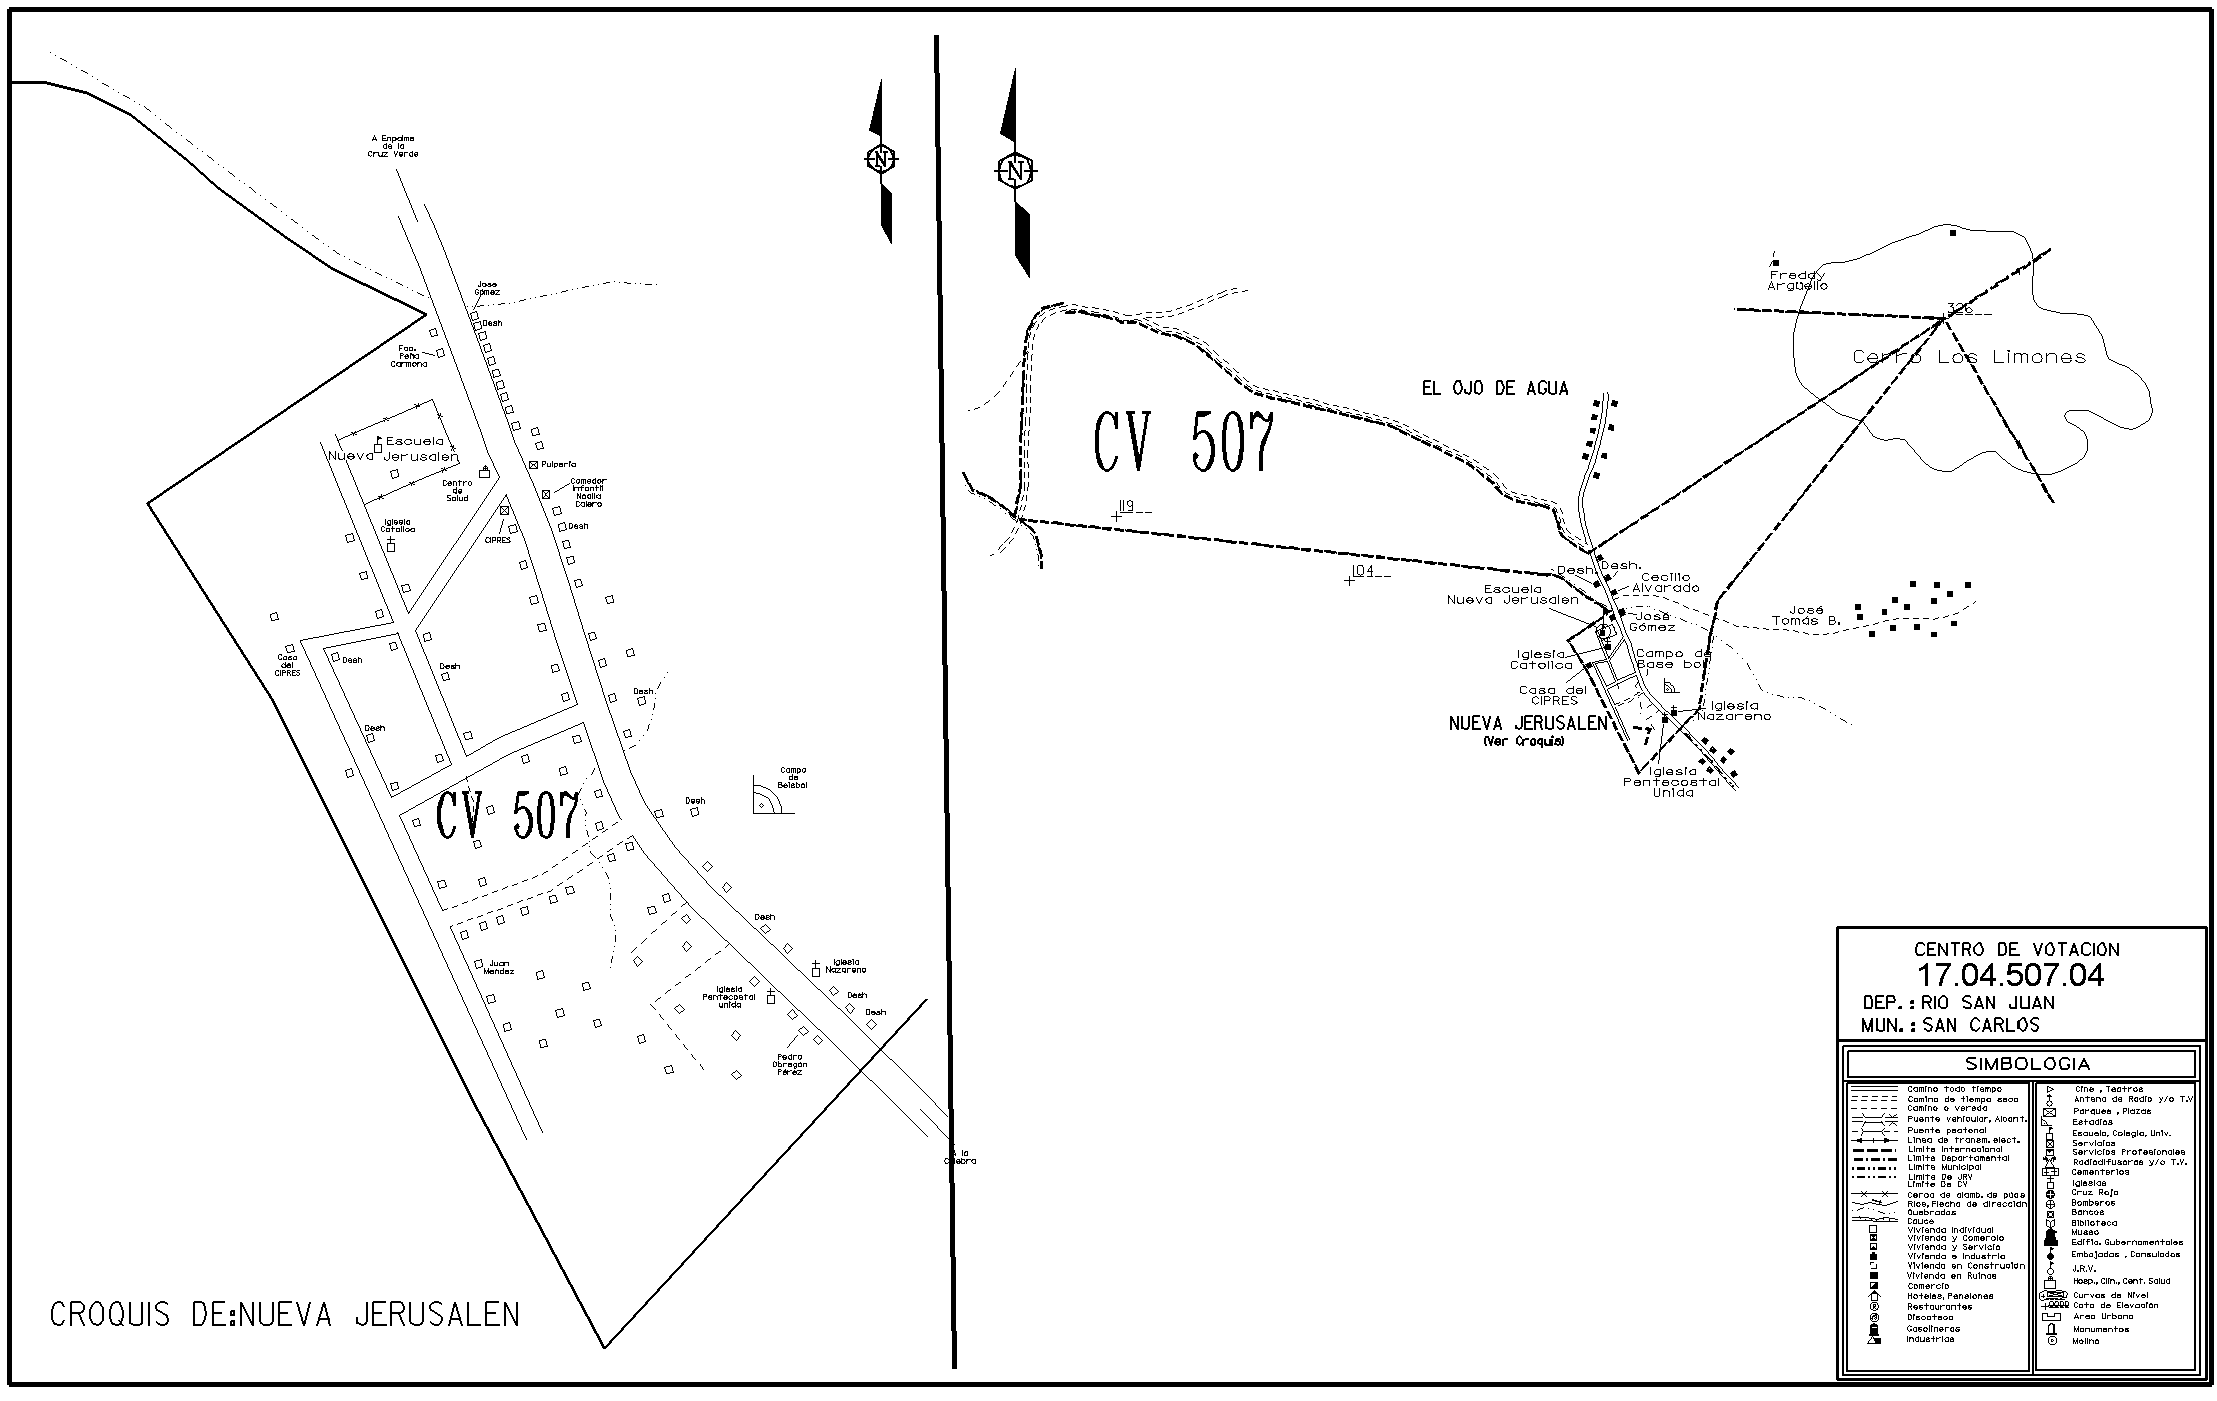 A Enpalme
de la
Cruz Verde
N
José
Gómez
Desh
Fco.
Peña
Carmona
Escuela
Nueva Jerusalen
Pulperia
Centro
de
Salud
Comedor
Infantil
Noalia
Calero
Desh
Iglesia
Catolica
CIPRES
Casa
del
CIPRES
Desh
Desh
Desh.
Desh
Campo
de
Beisbol
CV 507
Desh
Desh
Juan
Mendez
Iglesia
Nazareno
Iglesia
Pentecostal
unida
Desh
Desh
Pedro
Obregón
Pérez
A la
Culebra
CROQUIS DE:NUEVA JERUSALEN
N
Freddy
Argüello
326
Cerro Los Limones
EL OJO DE AGUA
CV 507
119
104
Desh.
Desh.
Cecilio
Alvarado
Escuela
Nueva Jerusalen
José
Gómez
José
Tomás B.
Iglesia
Catolica
Campo de
Base bol
Casa del
CIPRES
Iglesia
Nazareno
NUEVA JERUSALEN
(Ver Croquis)
Iglesia
Pentecostal
Unida
CENTRO DE VOTACION
17.04.507.04
DEP.: RIO SAN JUAN
MUN.: SAN CARLOS
SIMBOLOGIA
Camino todo tiempo
Camino de tiempo seco
Camino o vereda
Puente vehicular, Alcant.
Puente peatonal
Linea de transm. elect.
Limite Internacional
Limite Departamental
Limite Municipal
Limite De JRV
Limite De CV
Cerca de alamb. de púas
Rios, Flecha de dirección
Quebradas
Cauce
Vivienda Individual
Vivienda y Comercio
Vivienda y Servicio
Vivienda e Industria
Vivienda en Construción
Vivienda en Ruinas
Comercio
Hoteles, Pensiones
Restaurantes
Discoteca
Gasolineras
Industrias
Cine , Teatros
Antena de Radio y/o T.V
Parques , Plazas
Estadios
Escuela, Colegio, Univ.
Servicios
Servicios Profesionales
Radiodifusoras y/o T.V.
Cementerios
Iglesias
Cruz Roja
Bomberos
Bancos
Biblioteca
Museo
Edific. Gubernamentales
Embajadas , Consulados
J.R.V.
Hosp., Clin., Cent. Salud
Curvas de Nivel
Cota de Elevación
Area Urbana
Monumentos
Molino